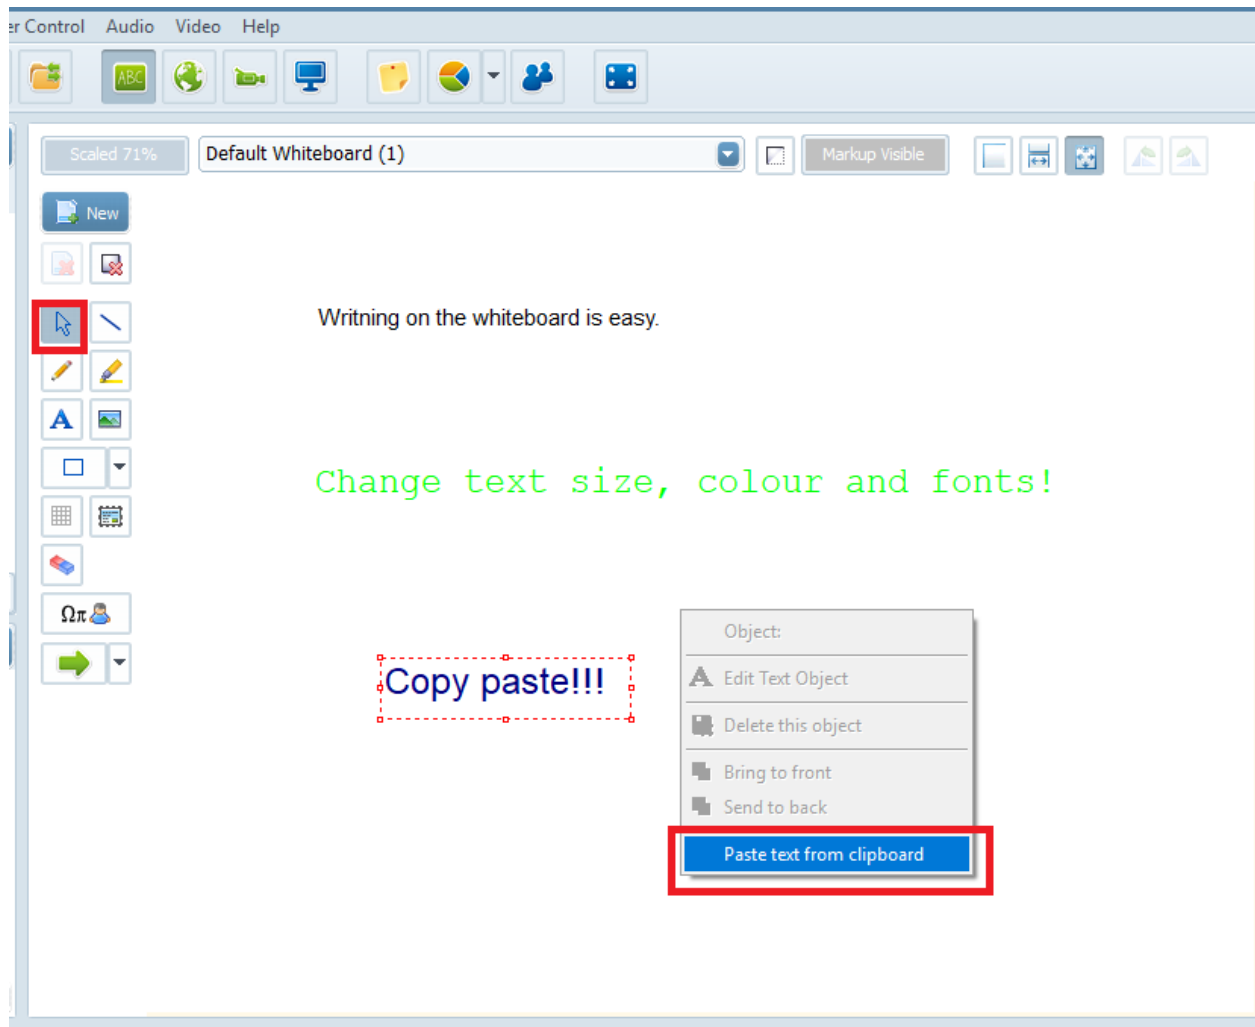 er Control Audio Video Help
ABC
Scaled 71% Default Whiteboard (1) Markup Visible
New
Writning on the whiteboard is easy.
A
Change text size, colour and fonts!
Ωπ
Object:
Copy paste!!!
A Edit Text Object
Delete this object
Bring to front
Send to back
Paste text from clipboard